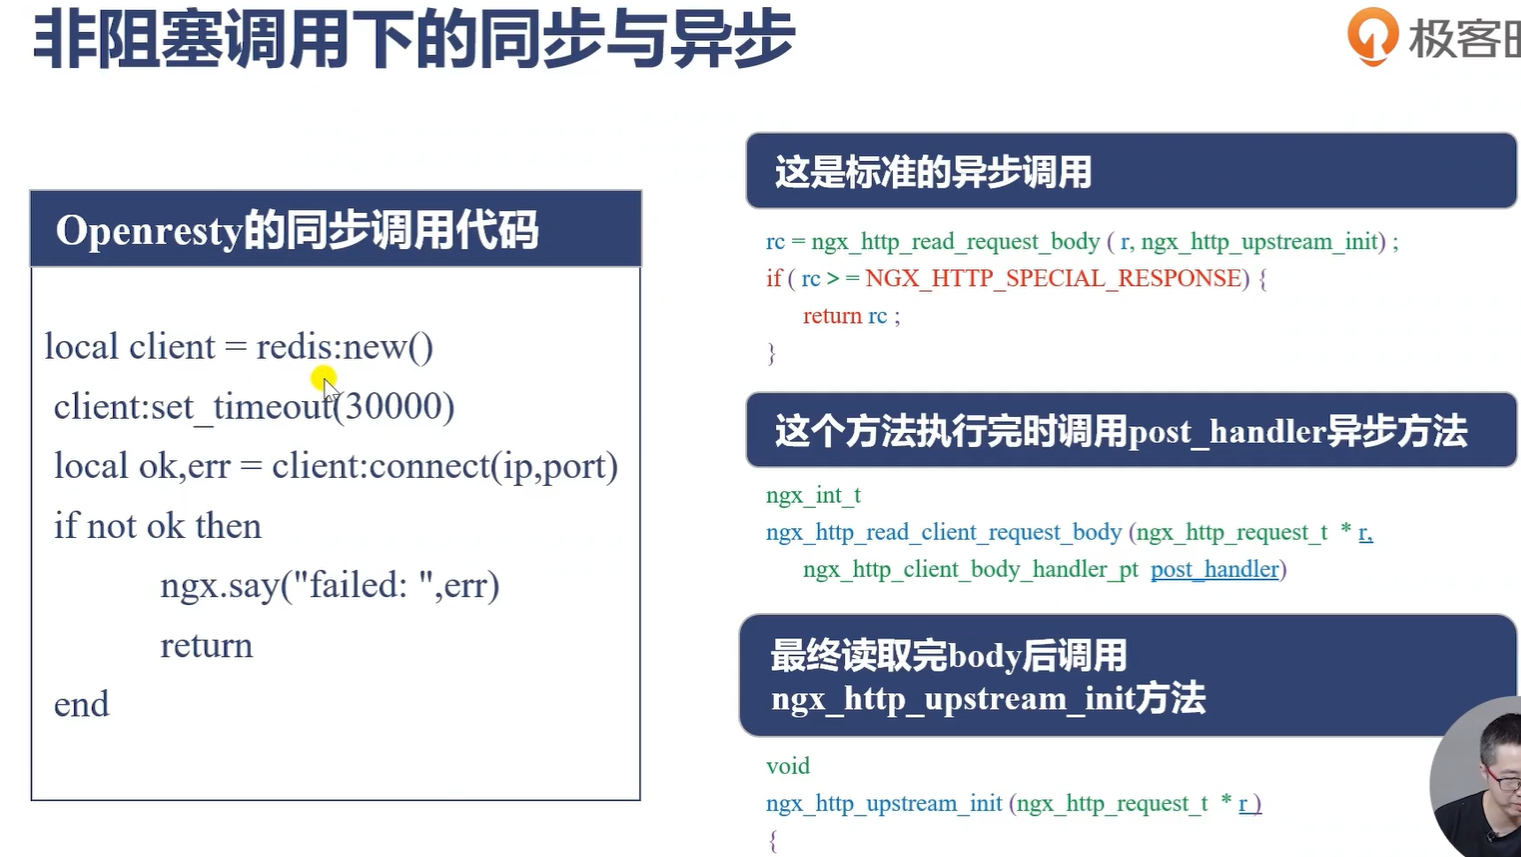 非阻塞调用下的同步与异步
极客
Openresty的同步调用代码
local client = redis:new()
client:set_timeout(30000)
local ok,err = client:connect(ip,port)
if not ok then
ngx.say("failed: ",err)
return
end
这是标准的异步调用
rc = ngx_http_read_request_body ( r, ngx_http_upstream_init) ;
if ( rc > = NGX_HTTP_SPECIAL_RESPONSE) {
return rc ;
}
这个方法执行完时调用post_handler异步方法
ngx_int_t
ngx_http_read_client_request_body (ngx_http_request_t * r,
ngx_http_client_body_handler_pt post_handler)
最终读取完body后调用
ngx_http_upstream_init方法
void
ngx_http_upstream_init (ngx_http_request_t * r )
{